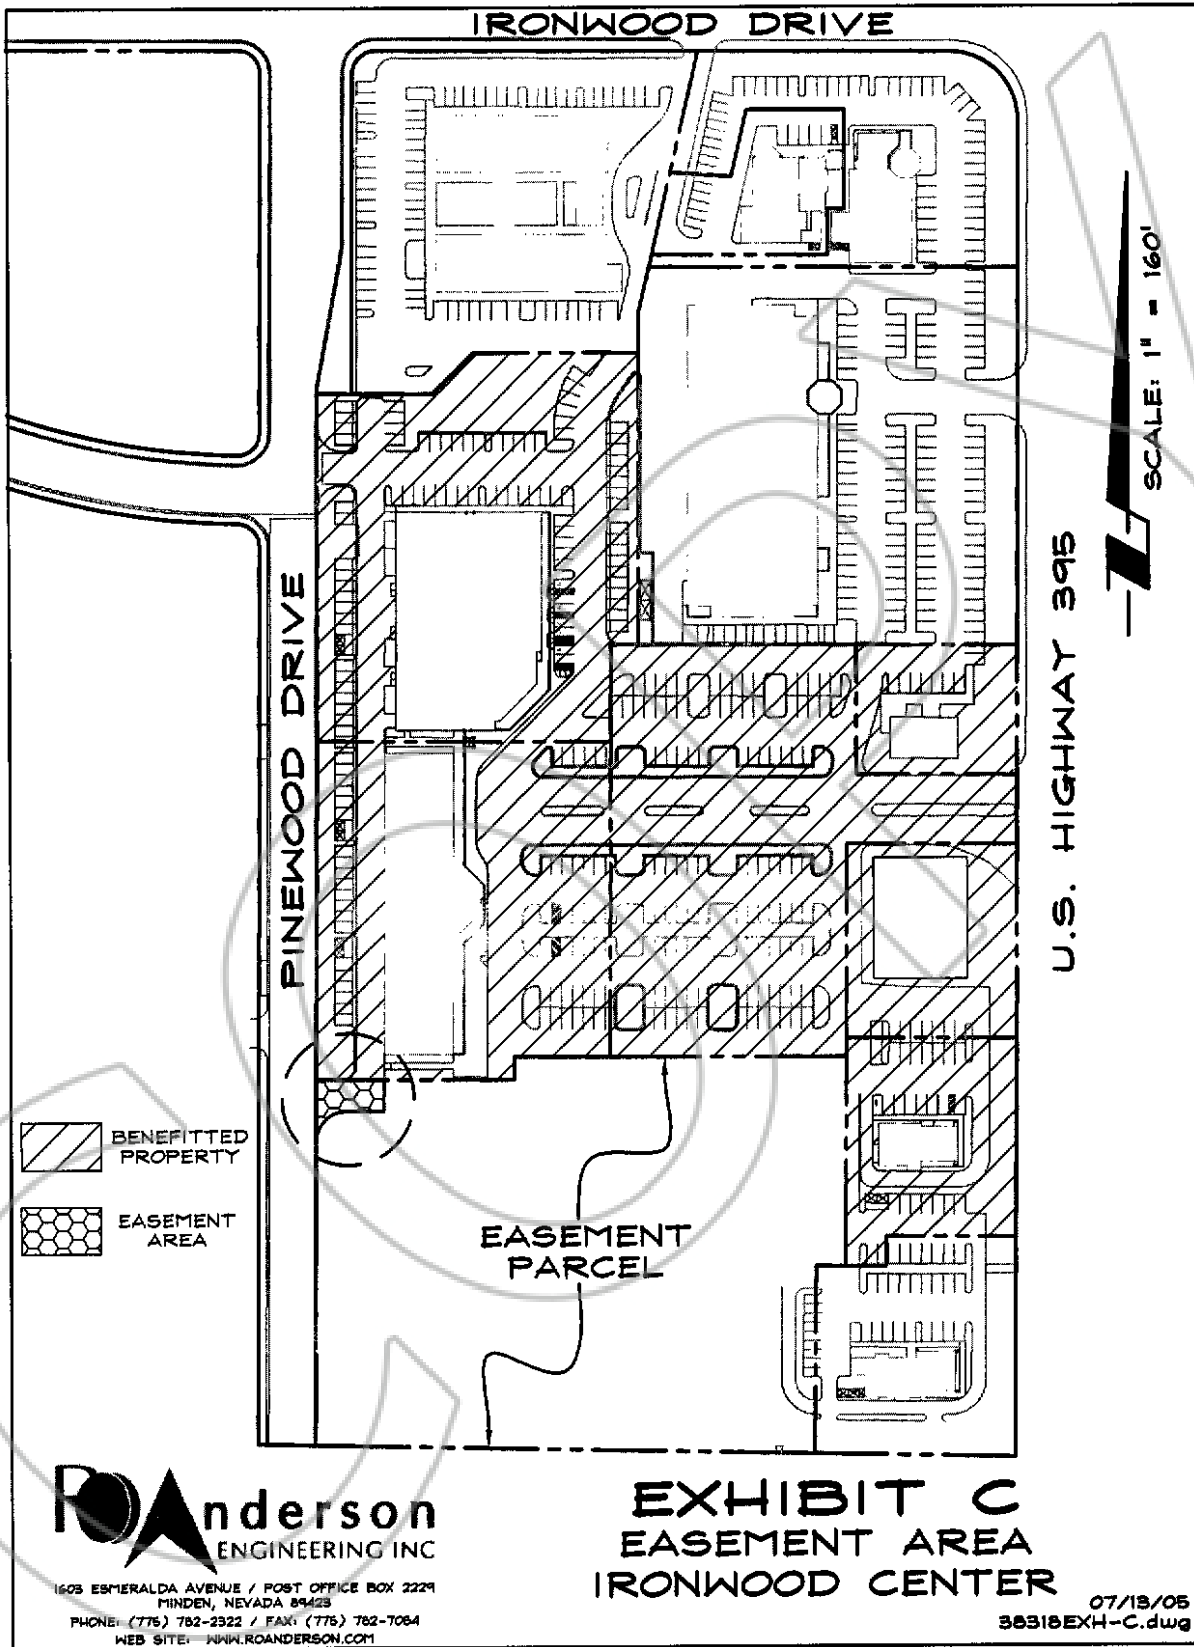 IRONWOOD DRIVE
SCALE: 1" = 160'
PINEWOOD DRIVE
U.S. HIGHWAY 395
BENEFITTED
PROPERTY
EASEMENT
AREA
EASEMENT
PARCEL
ROAnderson
ENGINEERING INC
1603 ESMERALDA AVENUE / POST OFFICE BOX 2229
MINDEN, NEVADA 89423
PHONE: (775) 782-2322 / FAX: (775) 782-7084
WEB SITE: WWW.ROANDERSON.COM
EXHIBIT C
EASEMENT AREA
IRONWOOD CENTER
07/13/05
38318EXH-C.dwg